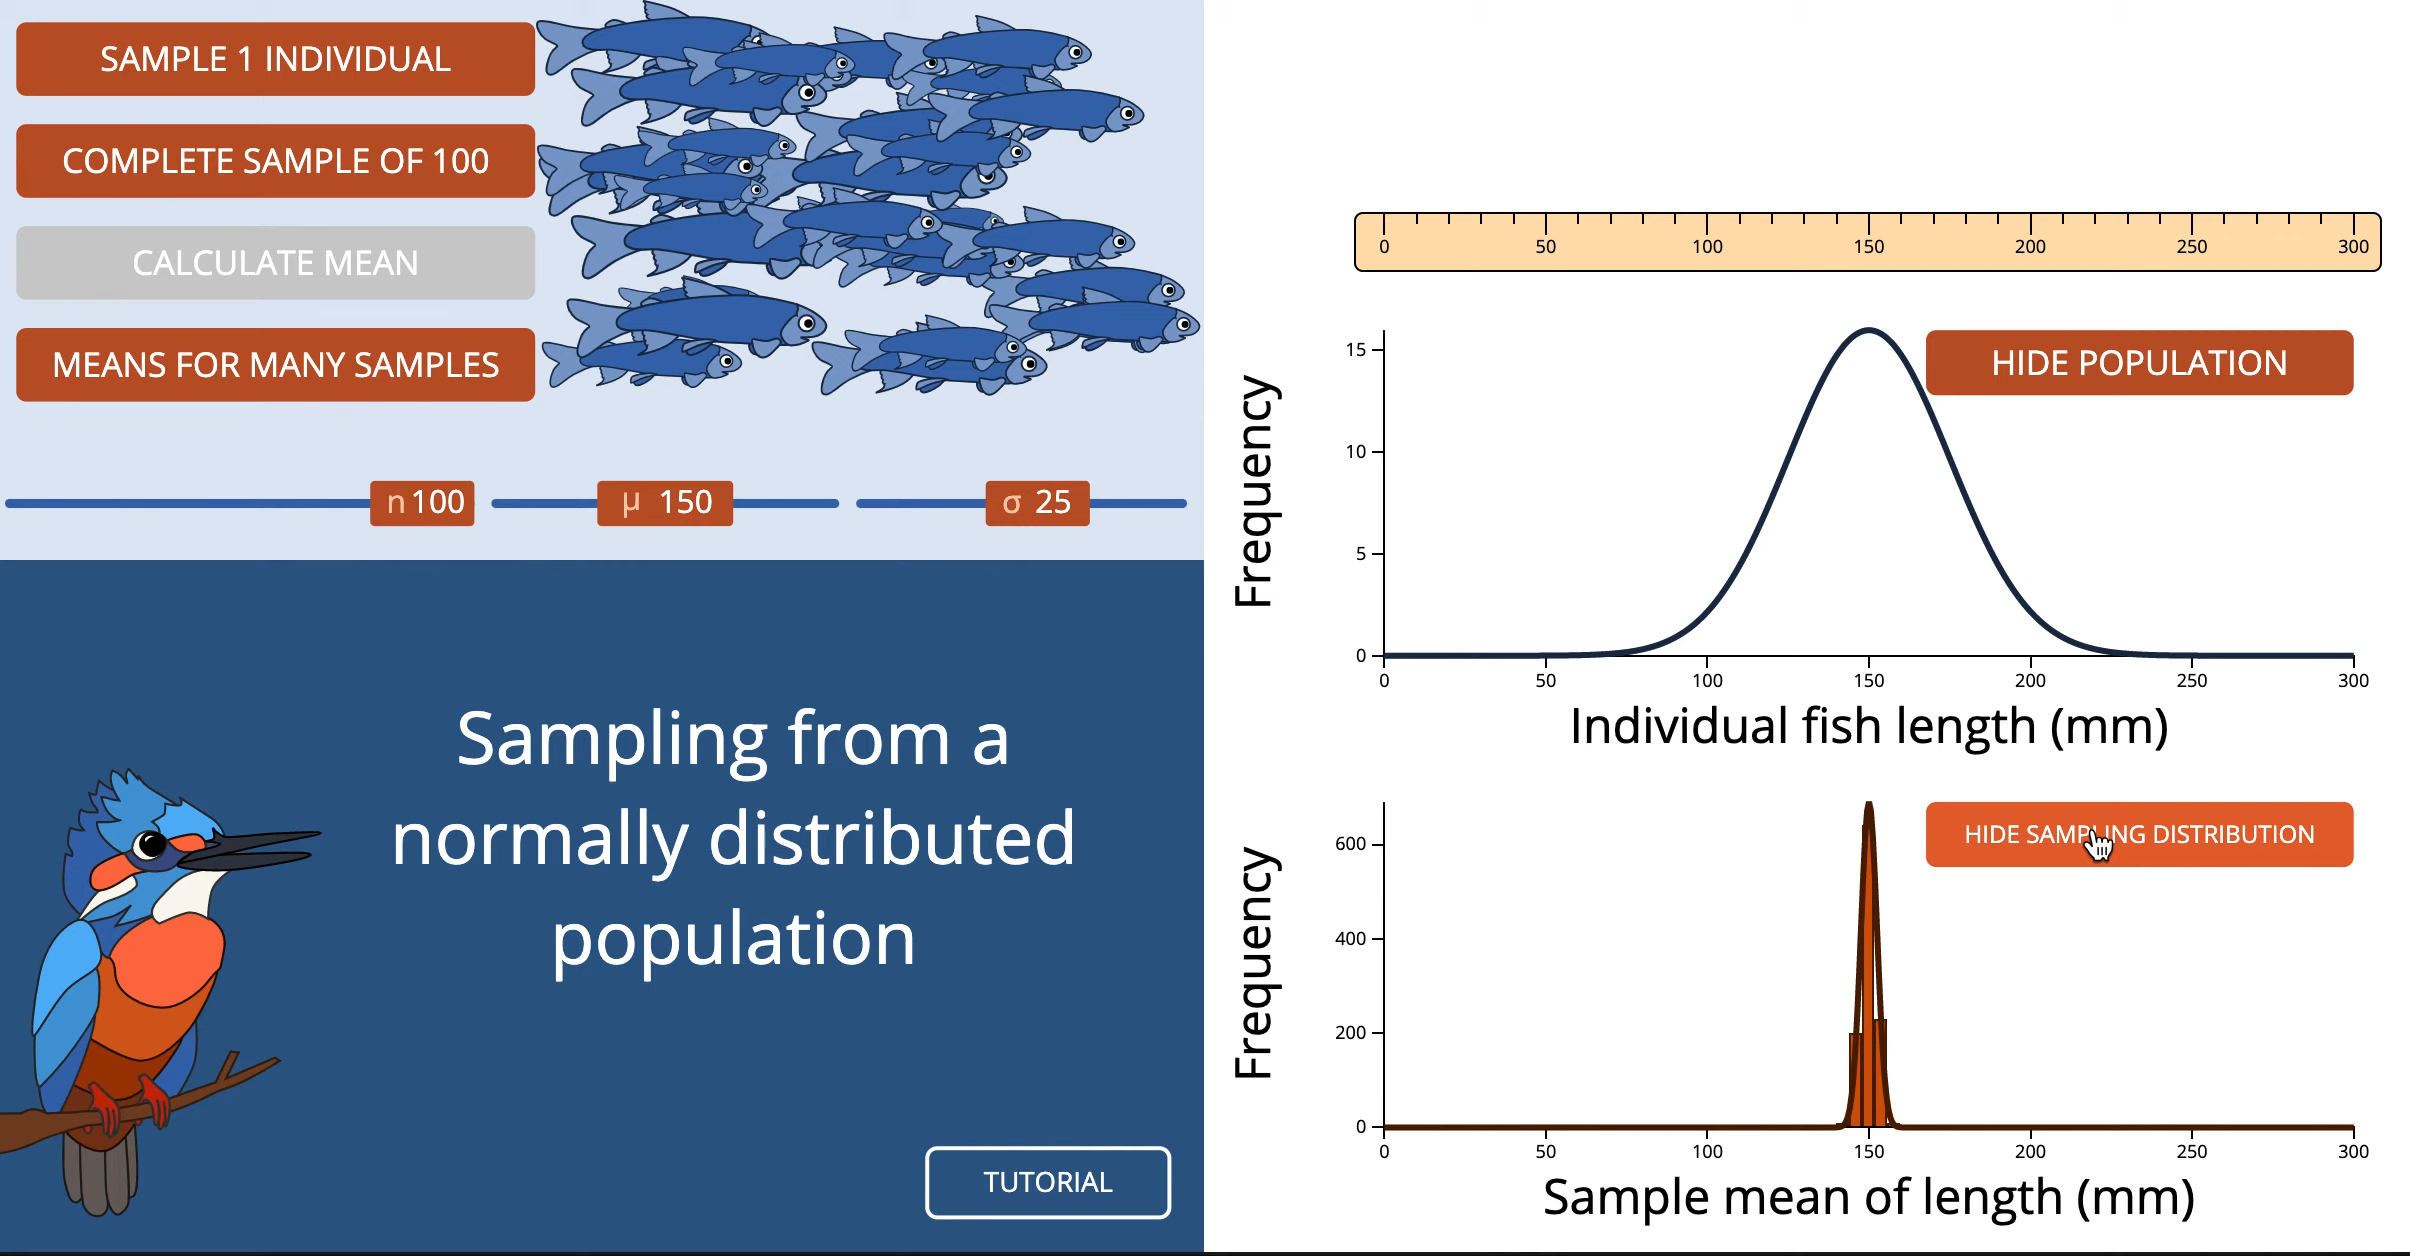 SAMPLE 1 INDIVIDUAL
COMPLETE SAMPLE OF 100
CALCULATE MEAN
MEANS FOR MANY SAMPLES
n 100
μ 150
σ 25
Sampling from a
normally distributed
population
TUTORIAL
0 50 100 150 200 250 300
HIDE POPULATION
Frequency
15
10
5
0
0 50 100 150 200 250 300
Individual fish length (mm)
HIDE SAMPLING DISTRIBUTION
Frequency
600
400
200
0
0 50 100 150 200 250 300
Sample mean of length (mm)